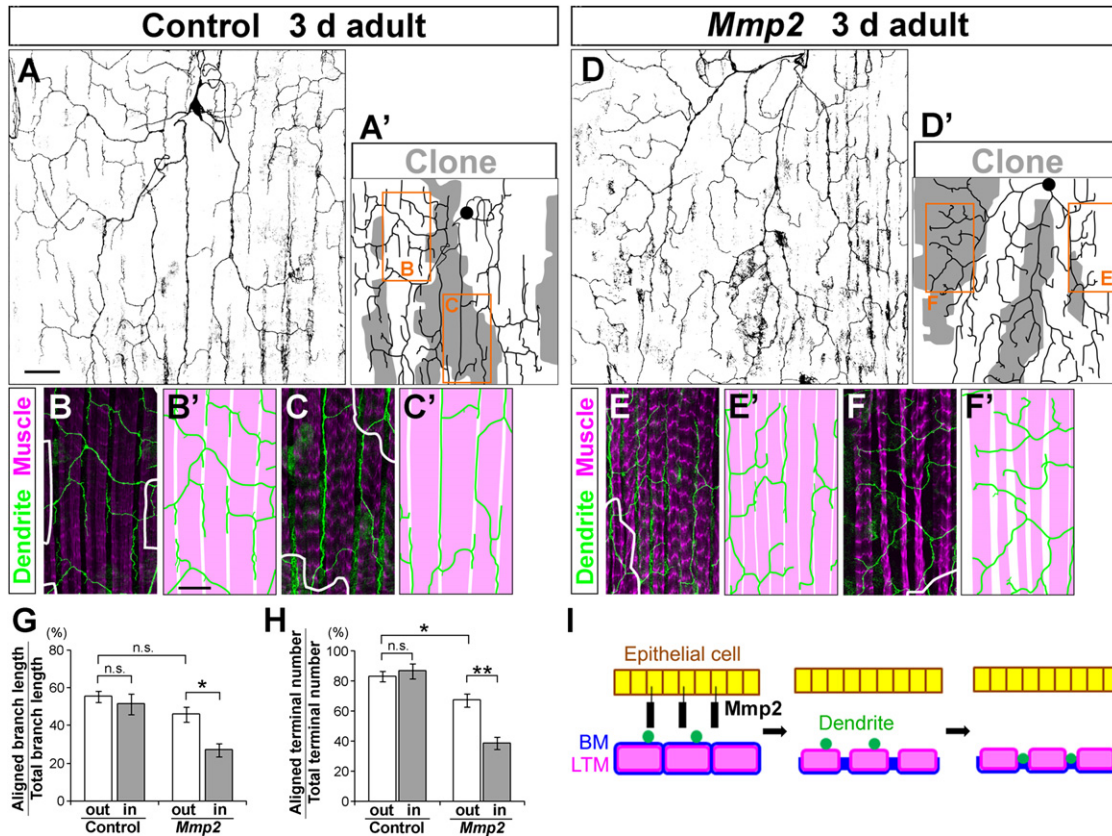 Control 3 d adult
Mmp2 3 d adult
A
A’
Clone
B
C
D
D’
Clone
E
F
Dendrite Muscle
B
B’
C
C’
Dendrite Muscle
E
E’
F
F’
G
(%)
Aligned branch length
Total branch length
80
60
40
20
0
n.s.
n.s.
*
out in out in
Control Mmp2
H
(%)
Aligned terminal number
Total terminal number
100
80
60
40
20
0
*
n.s.
**
out in out in
Control Mmp2
I
Epithelial cell
Mmp2
Dendrite
BM
LTM